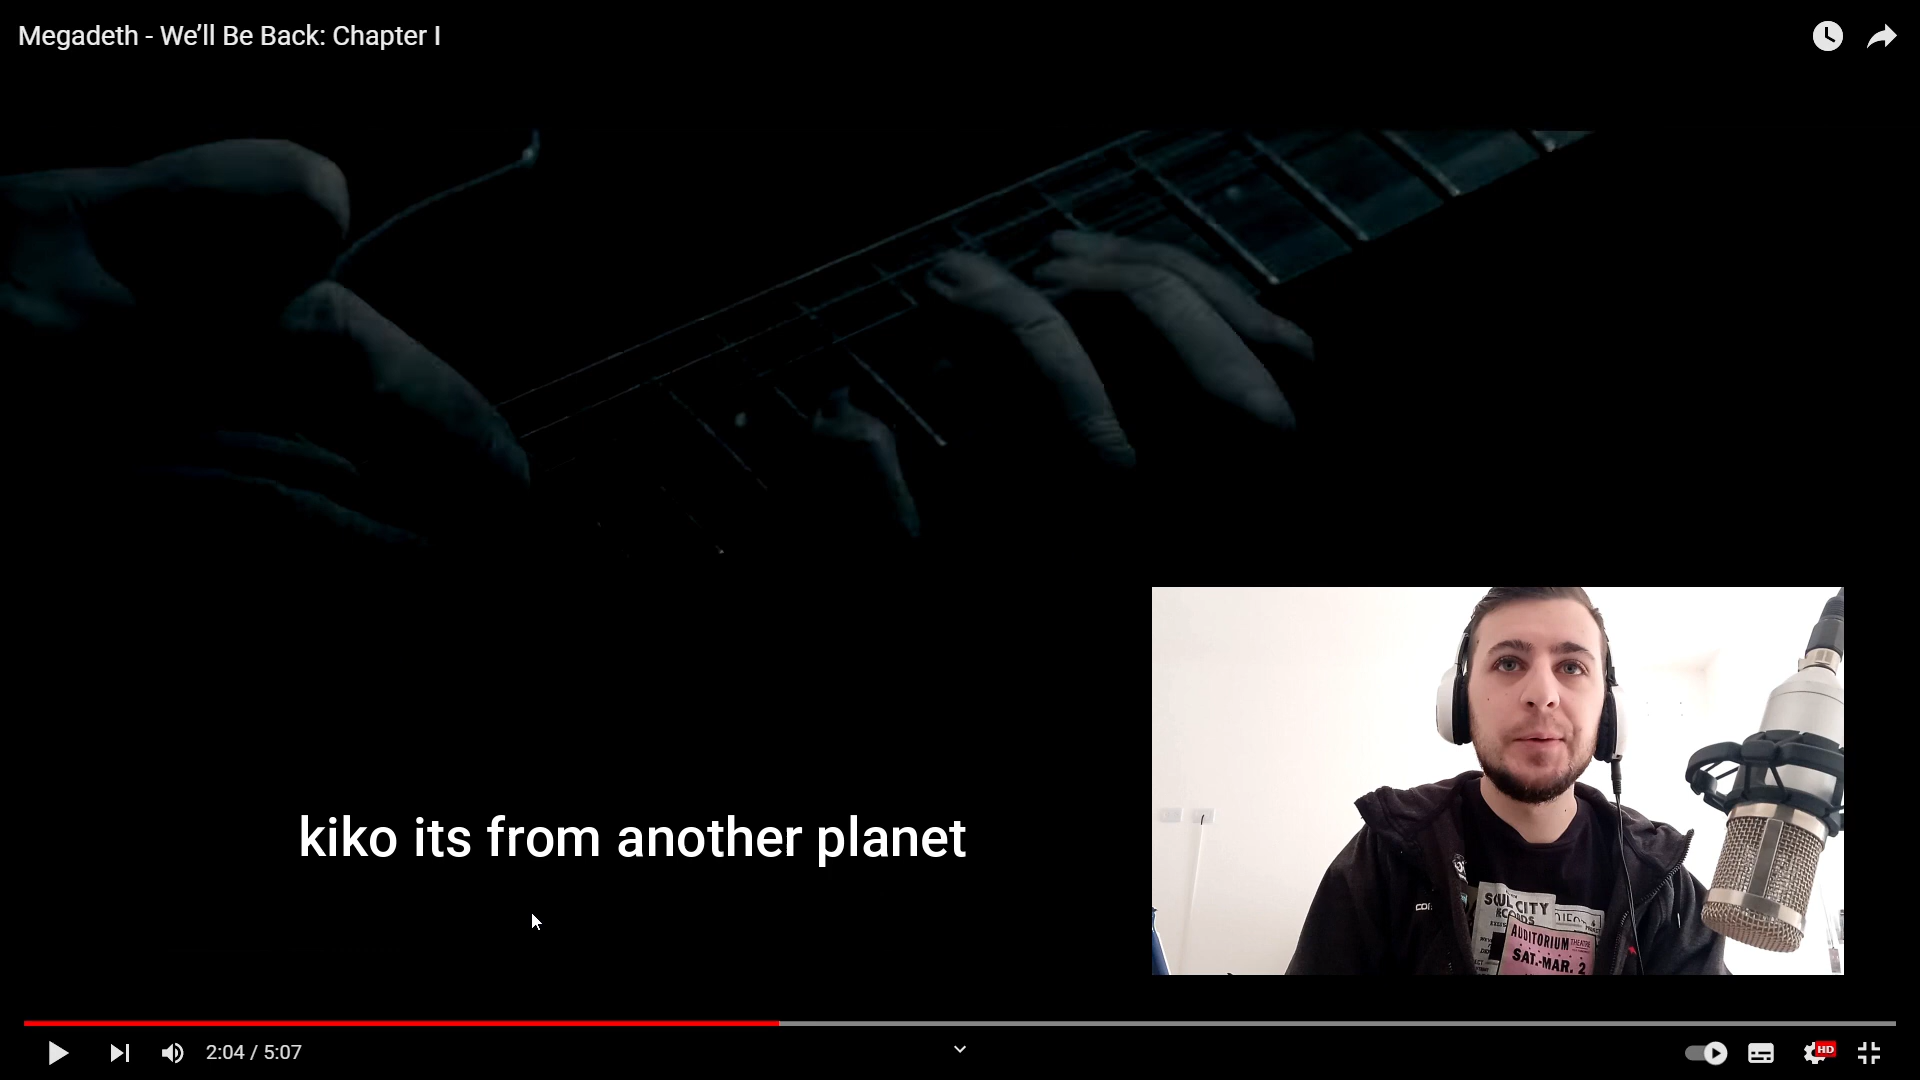 Megadeth - We’ll Be Back: Chapter I
kiko its from another planet
SOUL CITY
RECORDS
AUDITORIUM THEATRE
SAT.-MAR. 2
2:04 / 5:07
HD